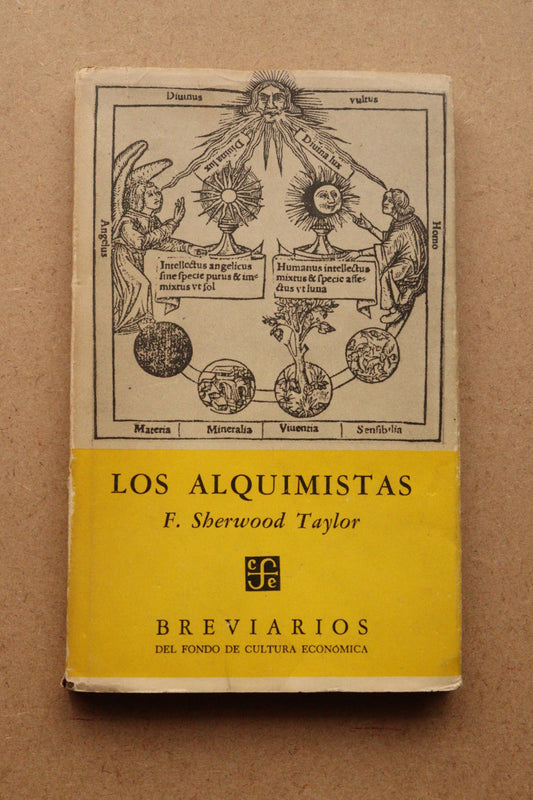 Diuinus vultus
Diuina lux
Diuina lux
Angelus
Homo
Intellectus angelicus
sine specie purus & im-
mixtus vt sol
Humanus intellectus
mixtus & specie affe-
ctus vt luna
Materia Mineralia Viuentia Sensibilia
LOS ALQUIMISTAS
F. Sherwood Taylor
c f e
BREVIARIOS
DEL FONDO DE CULTURA ECONÓMICA